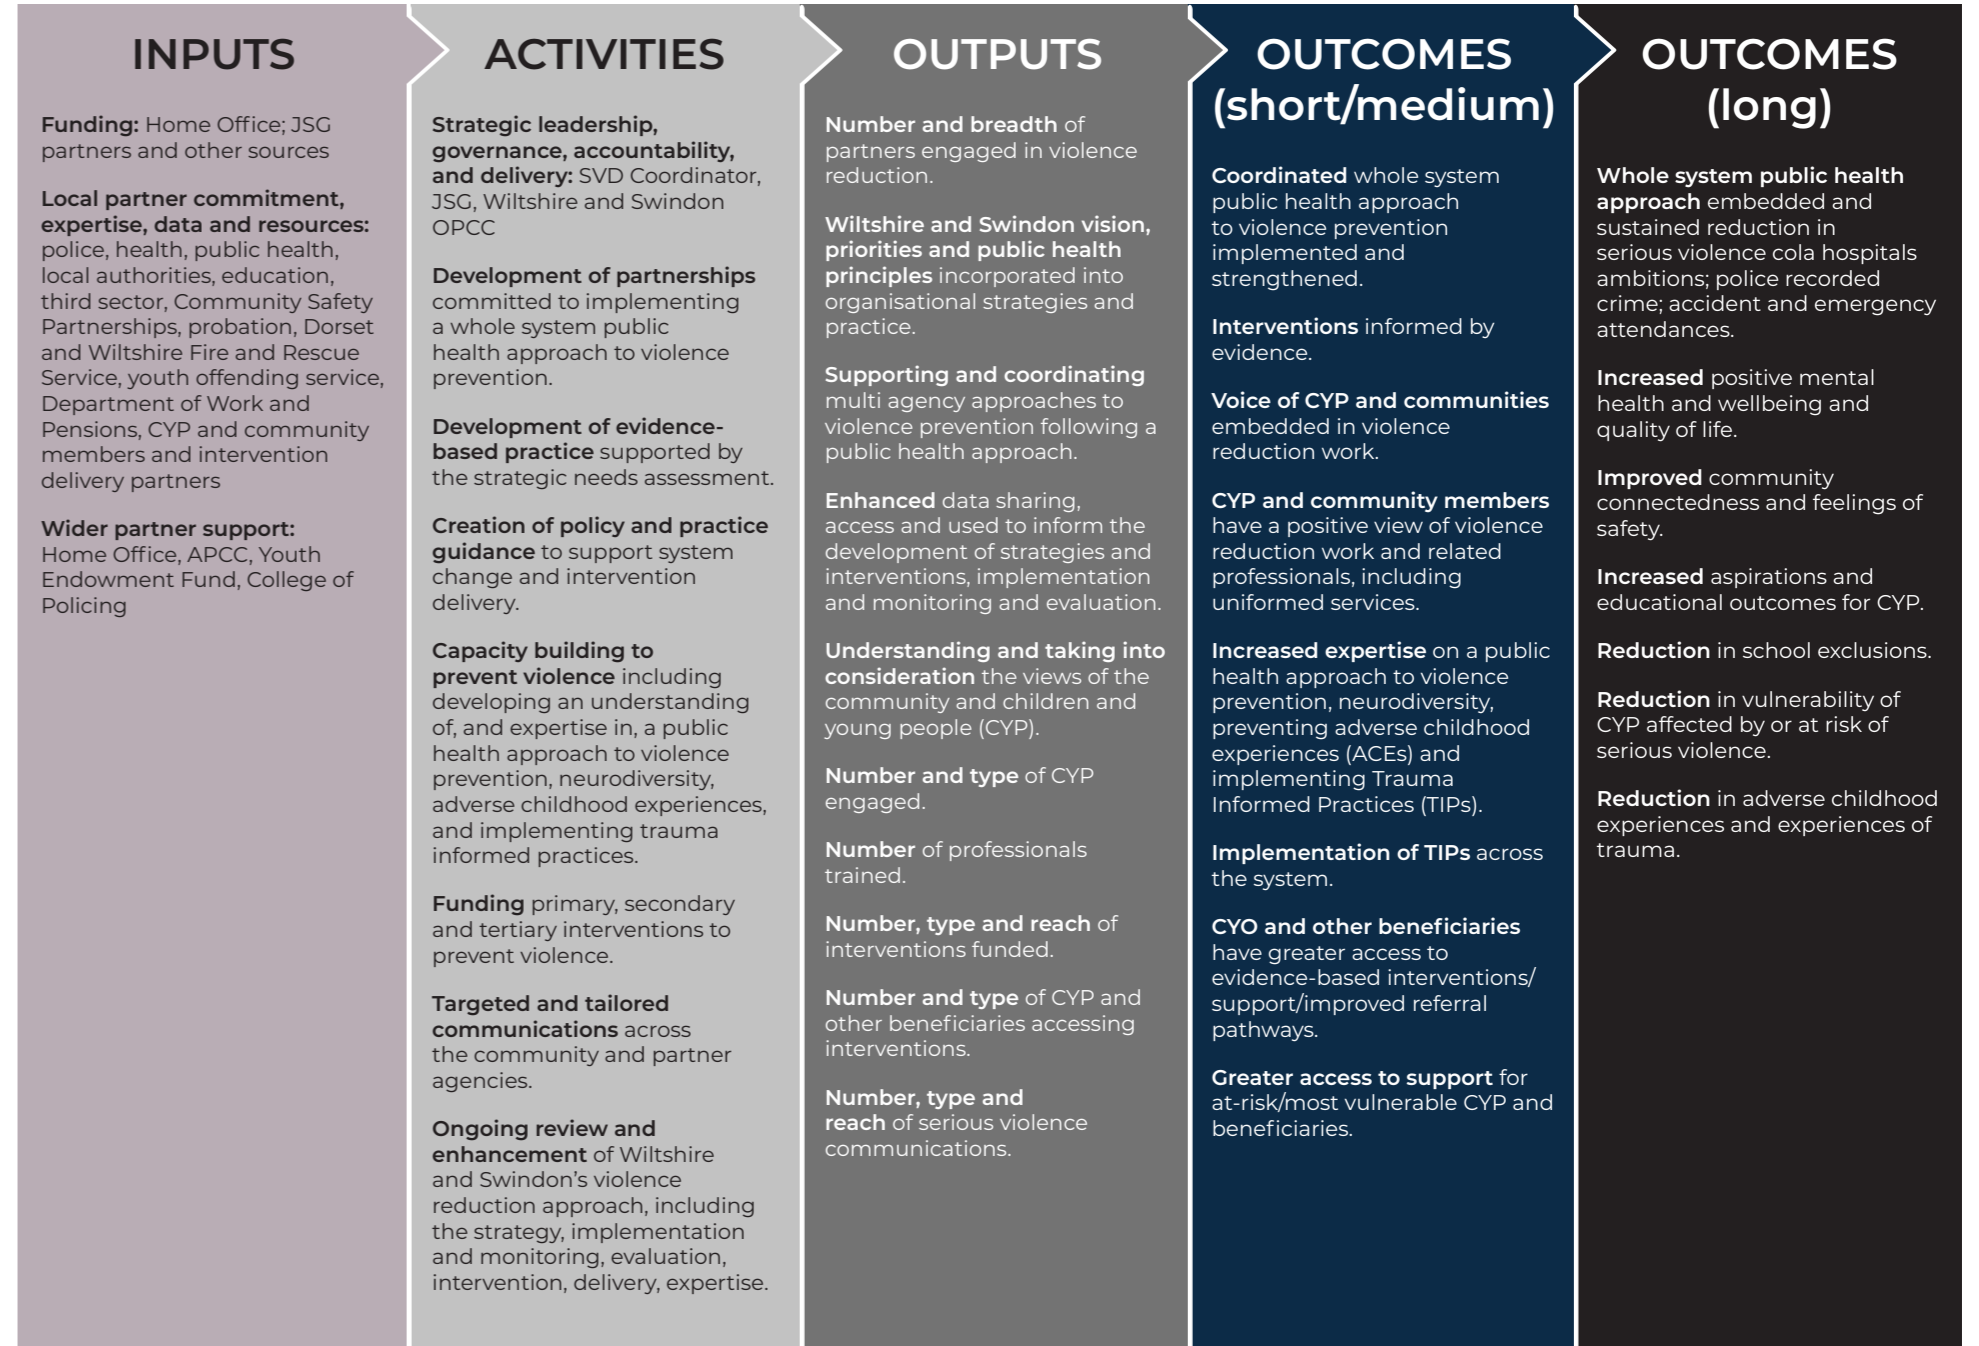 INPUTS
Funding: Home Office; JSG
partners and other sources
Local partner commitment,
expertise, data and resources:
police, health, public health,
local authorities, education,
third sector, Community Safety
Partnerships, probation, Dorset
and Wiltshire Fire and Rescue
Service, youth offending service,
Department of Work and
Pensions, CYP and community
members and intervention
delivery partners
Wider partner support:
Home Office, APCC, Youth
Endowment Fund, College of
Policing
ACTIVITIES
Strategic leadership,
governance, accountability,
and delivery: SVD Coordinator,
JSG, Wiltshire and Swindon
OPCC
Development of partnerships
committed to implementing
a whole system public
health approach to violence
prevention.
Development of evidence-
based practice supported by
the strategic needs assessment.
Creation of policy and practice
guidance to support system
change and intervention
delivery.
Capacity building to
prevent violence including
developing an understanding
of, and expertise in, a public
health approach to violence
prevention, neurodiversity,
adverse childhood experiences,
and implementing trauma
informed practices.
Funding primary, secondary
and tertiary interventions to
prevent violence.
Targeted and tailored
communications across
the community and partner
agencies.
Ongoing review and
enhancement of Wiltshire
and Swindon’s violence
reduction approach, including
the strategy, implementation
and monitoring, evaluation,
intervention, delivery, expertise.
OUTPUTS
Number and breadth of
partners engaged in violence
reduction.
Wiltshire and Swindon vision,
priorities and public health
principles incorporated into
organisational strategies and
practice.
Supporting and coordinating
multi agency approaches to
violence prevention following a
public health approach.
Enhanced data sharing,
access and used to inform the
development of strategies and
interventions, implementation
and monitoring and evaluation.
Understanding and taking into
consideration the views of the
community and children and
young people (CYP).
Number and type of CYP
engaged.
Number of professionals
trained.
Number, type and reach of
interventions funded.
Number and type of CYP and
other beneficiaries accessing
interventions.
Number, type and
reach of serious violence
communications.
OUTCOMES
(short/medium)
Coordinated whole system
public health approach
to violence prevention
implemented and
strengthened.
Interventions informed by
evidence.
Voice of CYP and communities
embedded in violence
reduction work.
CYP and community members
have a positive view of violence
reduction work and related
professionals, including
uniformed services.
Increased expertise on a public
health approach to violence
prevention, neurodiversity,
preventing adverse childhood
experiences (ACEs) and
implementing Trauma
Informed Practices (TIPs).
Implementation of TIPs across
the system.
CYO and other beneficiaries
have greater access to
evidence-based interventions/
support/improved referral
pathways.
Greater access to support for
at-risk/most vulnerable CYP and
beneficiaries.
OUTCOMES
(long)
Whole system public health
approach embedded and
sustained reduction in
serious violence cola hospitals
ambitions; police recorded
crime; accident and emergency
attendances.
Increased positive mental
health and wellbeing and
quality of life.
Improved community
connectedness and feelings of
safety.
Increased aspirations and
educational outcomes for CYP.
Reduction in school exclusions.
Reduction in vulnerability of
CYP affected by or at risk of
serious violence.
Reduction in adverse childhood
experiences and experiences of
trauma.